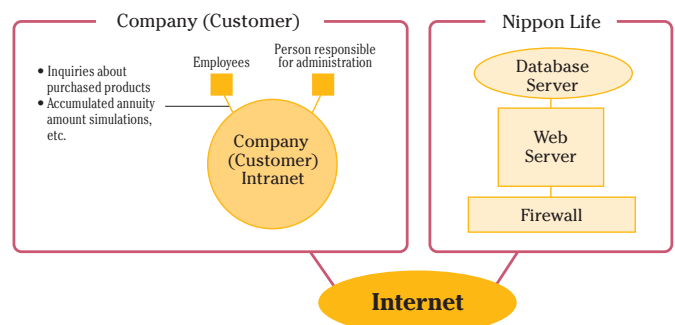 Company (Customer)
Employees
Person responsible
for administration
• Inquiries about
purchased products
• Accumulated annuity
amount simulations,
etc.
Company
(Customer)
Intranet
Nippon Life
Database
Server
Web
Server
Firewall
Internet